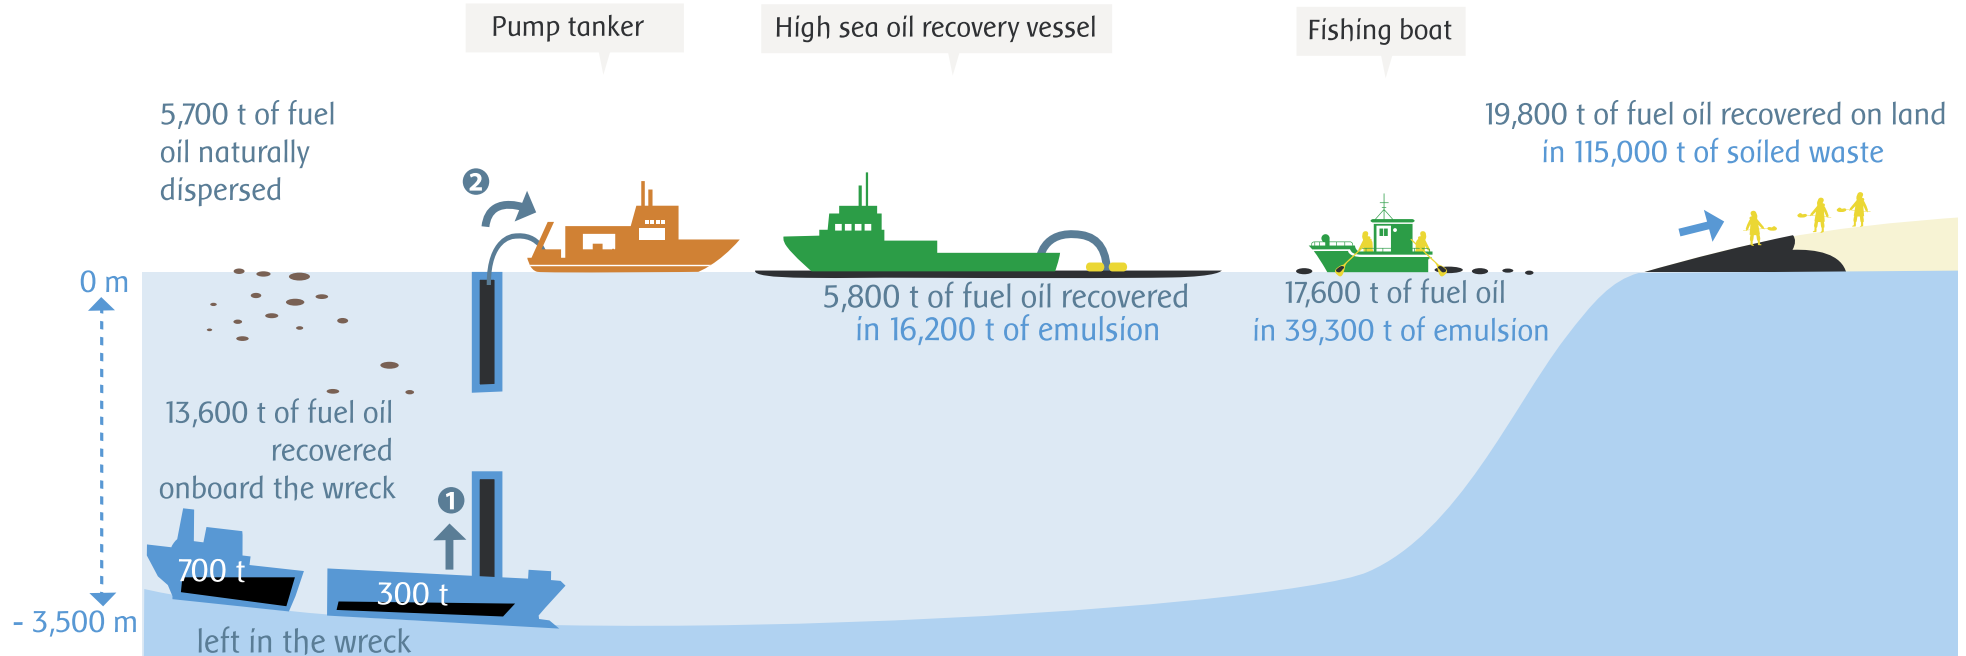 Pump tanker
High sea oil recovery vessel
Fishing boat
5,700 t of fuel
oil naturally
dispersed
19,800 t of fuel oil recovered on land
in 115,000 t of soiled waste
2
0 m
5,800 t of fuel oil recovered
in 16,200 t of emulsion
17,600 t of fuel oil
in 39,300 t of emulsion
13,600 t of fuel oil
recovered
onboard the wreck
1
700 t
300 t
- 3,500 m
left in the wreck